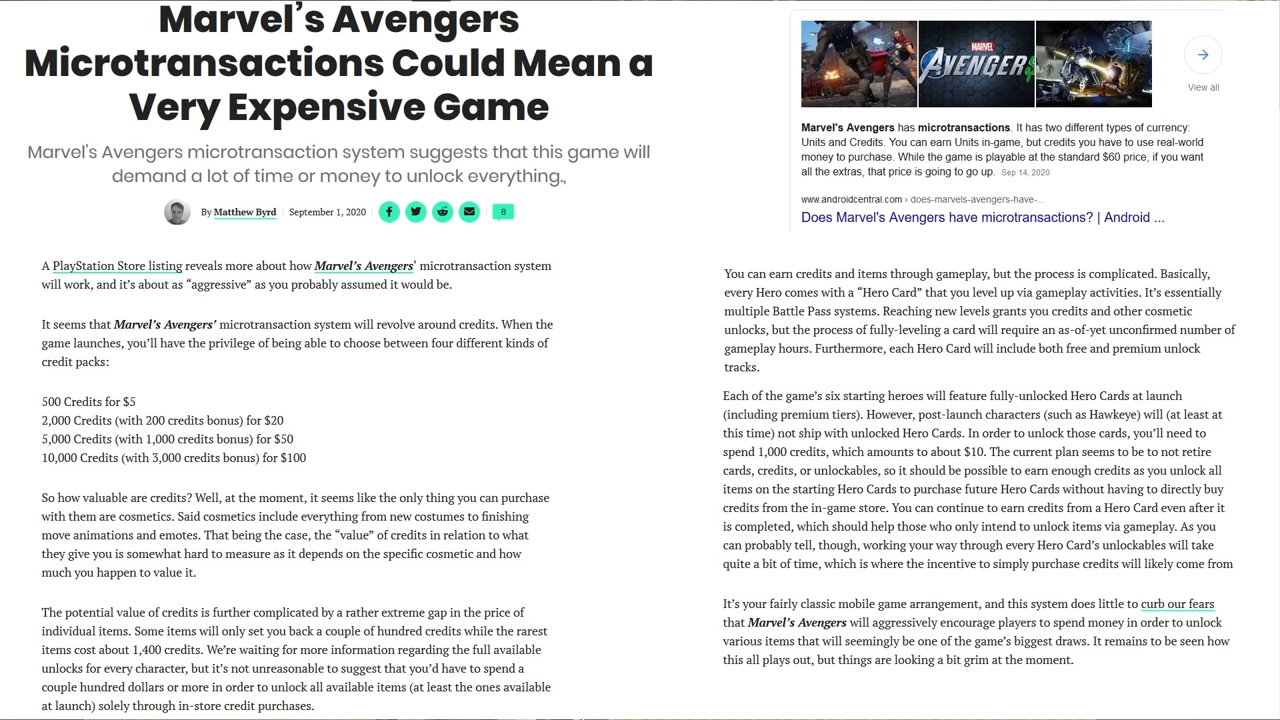 Marvel's Avengers
Microtransactions Could Mean a
Very Expensive Game
Marvel's Avengers microtransaction system suggests that this game will
demand a lot of time or money to unlock everything.,
By Matthew Byrd | September 1, 2020 | 8
A PlayStation Store listing reveals more about how Marvel's Avengers‘ microtransaction system
will work, and it's about as “aggressive” as you probably assumed it would be.
It seems that Marvel's Avengers’ microtransaction system will revolve around credits. When the
game launches, you'll have the privilege of being able to choose between four different kinds of
credit packs:
500 Credits for $5
2,000 Credits (with 200 credits bonus) for $20
5,000 Credits (with 1,000 credits bonus) for $50
10,000 Credits (with 3,000 credits bonus) for $100
So how valuable are credits? Well, at the moment, it seems like the only thing you can purchase
with them are cosmetics. Said cosmetics include everything from new costumes to finishing
move animations and emotes. That being the case, the “value” of credits in relation to what
they give you is somewhat hard to measure as it depends on the specific cosmetic and how
much you happen to value it.
The potential value of credits is further complicated by a rather extreme gap in the price of
individual items. Some items will only set you back a couple of hundred credits while the rarest
items cost about 1,400 credits. We're waiting for more information regarding the full available
unlocks for every character, but it's not unreasonable to suggest that you'd have to spend a
couple hundred dollars or more in order to unlock all available items (at least the ones available
at launch) solely through in-store credit purchases.
MARVEL
AVENGERS
View all
Marvel's Avengers has microtransactions. It has two different types of currency:
Units and Credits. You can earn Units in-game, but credits you have to use real-world
money to purchase. While the game is playable at the standard $60 price, if you want
all the extras, that price is going to go up. Sep 14, 2020
www.androidcentral.com › does-marvels-avengers-have-...
Does Marvel's Avengers have microtransactions? | Android ...
You can earn credits and items through gameplay, but the process is complicated. Basically,
every Hero comes with a “Hero Card” that you level up via gameplay activities. It's essentially
multiple Battle Pass systems. Reaching new levels grants you credits and other cosmetic
unlocks, but the process of fully-leveling a card will require an as-of-yet unconfirmed number of
gameplay hours. Furthermore, each Hero Card will include both free and premium unlock
tracks.
Each of the game's six starting heroes will feature fully-unlocked Hero Cards at launch
(including premium tiers). However, post-launch characters (such as Hawkeye) will (at least at
this time) not ship with unlocked Hero Cards. In order to unlock those cards, you'll need to
spend 1,000 credits, which amounts to about $10. The current plan seems to be to not retire
cards, credits, or unlockables, so it should be possible to earn enough credits as you unlock all
items on the starting Hero Cards to purchase future Hero Cards without having to directly buy
credits from the in-game store. You can continue to earn credits from a Hero Card even after it
is completed, which should help those who only intend to unlock items via gameplay. As you
can probably tell, though, working your way through every Hero Card's unlockables will take
quite a bit of time, which is where the incentive to simply purchase credits will likely come from
It's your fairly classic mobile game arrangement, and this system does little to curb our fears
that Marvel's Avengers will aggressively encourage players to spend money in order to unlock
various items that will seemingly be one of the game's biggest draws. It remains to be seen how
this all plays out, but things are looking a bit grim at the moment.